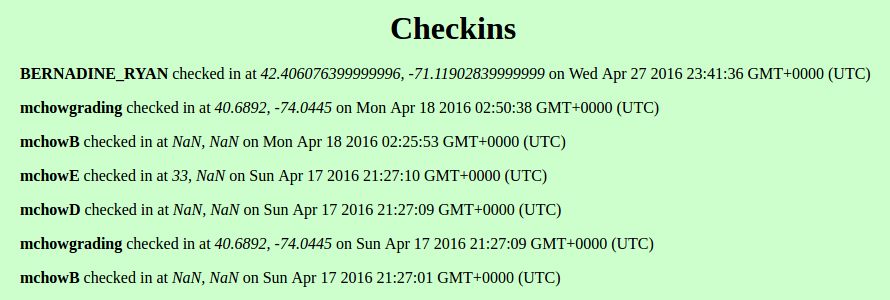 Checkins
BERNADINE_RYAN checked in at 42.406076399999996, -71.11902839999999 on Wed Apr 27 2016 23:41:36 GMT+0000 (UTC)
mchowgrading checked in at 40.6892, -74.0445 on Mon Apr 18 2016 02:50:38 GMT+0000 (UTC)
mchowB checked in at NaN, NaN on Mon Apr 18 2016 02:25:53 GMT+0000 (UTC)
mchowE checked in at 33, NaN on Sun Apr 17 2016 21:27:10 GMT+0000 (UTC)
mchowD checked in at NaN, NaN on Sun Apr 17 2016 21:27:09 GMT+0000 (UTC)
mchowgrading checked in at 40.6892, -74.0445 on Sun Apr 17 2016 21:27:09 GMT+0000 (UTC)
mchowB checked in at NaN, NaN on Sun Apr 17 2016 21:27:01 GMT+0000 (UTC)